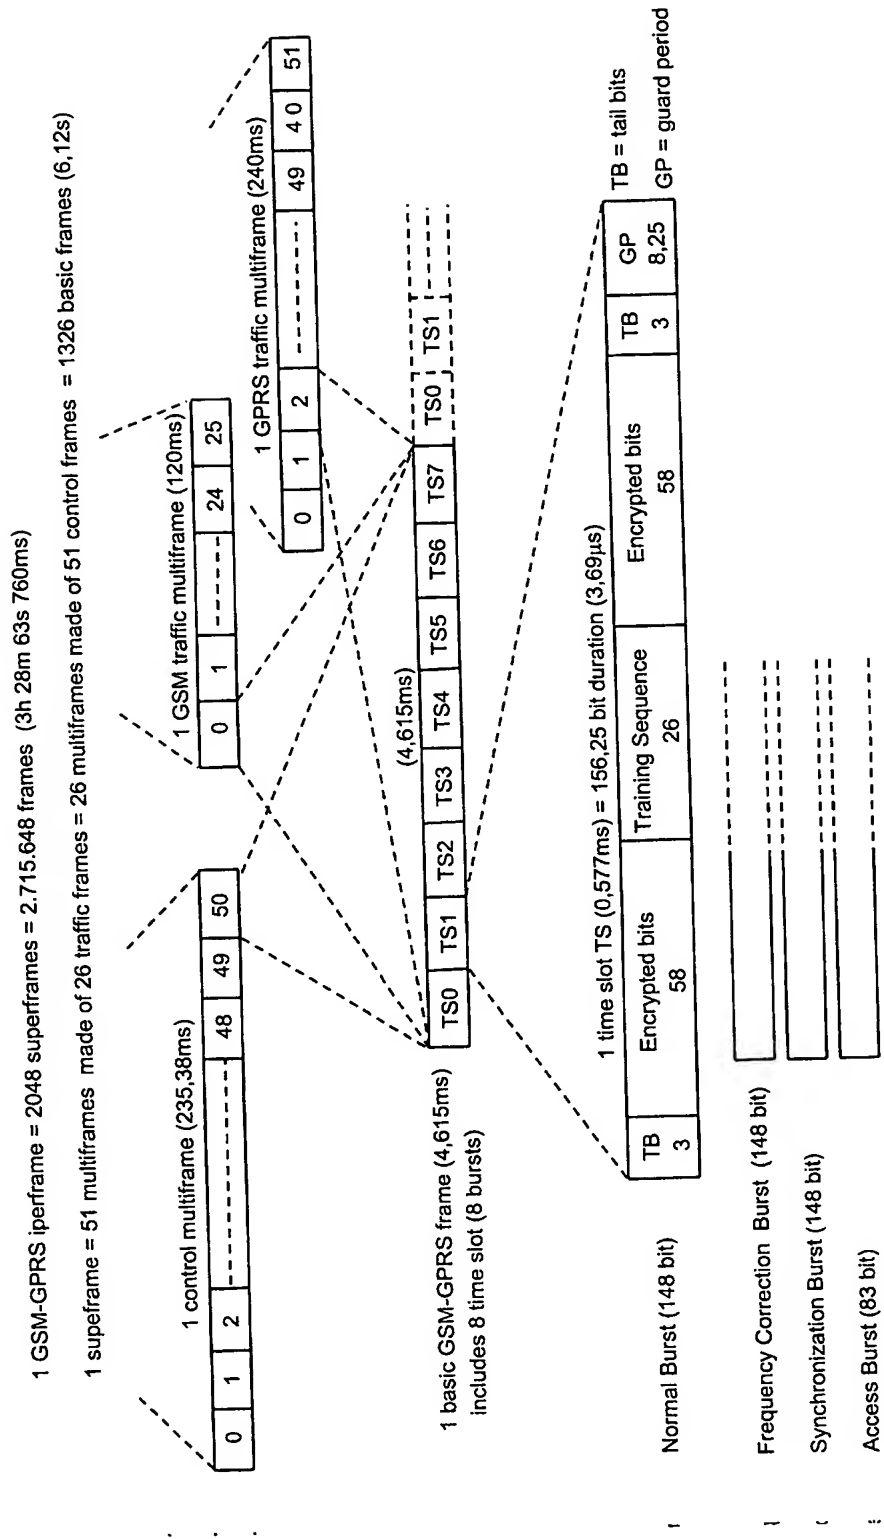 1 GSM-GPRS iperframe = 2048 superframes = 2.715.648 frames (3h 28m 63s 760ms)
1 supeframe = 51 multiframes made of 26 traffic frames = 26 multiframes made of 51 control frames = 1326 basic frames (6,12s)
1 control multiframe (235,38ms)
0 1 2 48 49 50
1 GSM traffic multiframe (120ms)
0 1 24 25
1 GPRS traffic multiframe (240ms)
0 1 2 49 4 0 51
1 basic GSM-GPRS frame (4,615ms)
includes 8 time slot (8 bursts)
(4,615ms)
TS0 TS1 TS2 TS3 TS4 TS5 TS6 TS7 TS0 TS1
1 time slot TS (0,577ms) = 156,25 bit duration (3,69µs)
Normal Burst (148 bit)
TB Encrypted bits Training Sequence Encrypted bits TB GP
3 58 26 58 3 8,25
TB = tail bits
GP = guard period
Frequency Correction Burst (148 bit)
Synchronization Burst (148 bit)
Access Burst (83 bit)